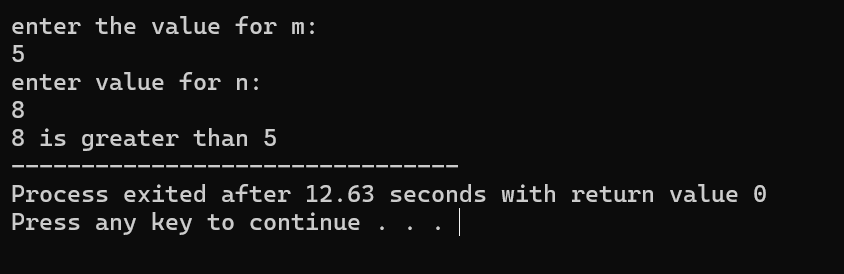 enter the value for m:
5
enter value for n:
8
8 is greater than 5
--------------------------------
Process exited after 12.63 seconds with return value 0
Press any key to continue . . .